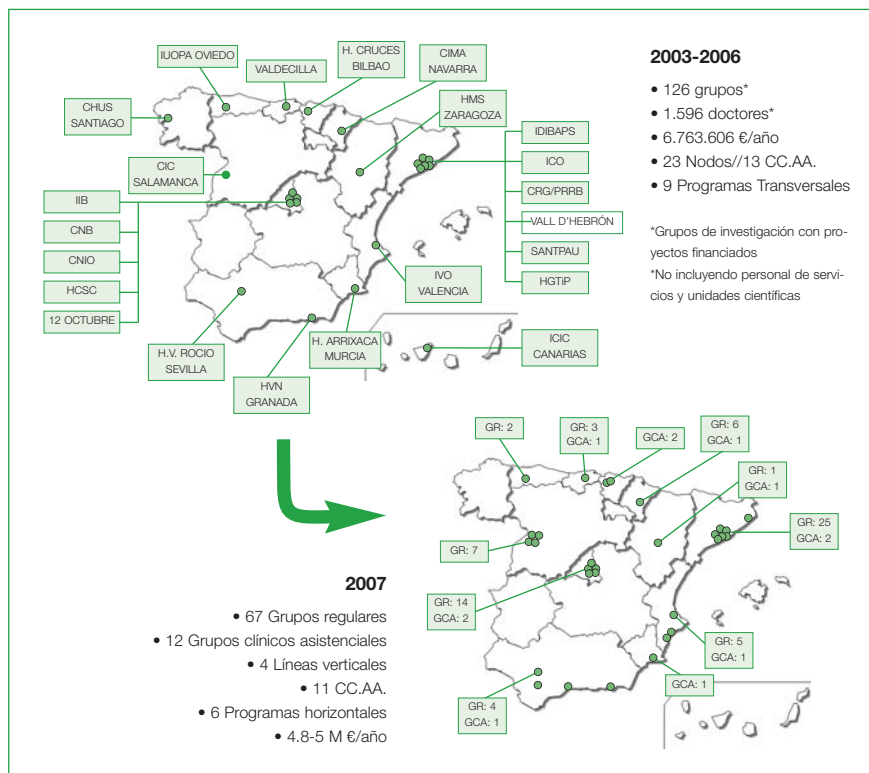 IUOPA OVIEDO
VALDECILLA
H. CRUCES
BILBAO
CIMA
NAVARRA
HMS
ZARAGOZA
CHUS
SANTIAGO
CIC
SALAMANCA
IIB
CNB
CNIO
HCSC
12 OCTUBRE
IDIBAPS
ICO
CRG/PRRB
VALL D'HEBRÓN
SANTPAU
HGTiP
IVO
VALENCIA
H.V. ROCIO
SEVILLA
HVN
GRANADA
H. ARRIXACA
MURCIA
ICIC
CANARIAS
2003-2006
• 126 grupos*
• 1.596 doctores*
• 6.763.606 €/año
• 23 Nodos//13 CC.AA.
• 9 Programas Transversales
*Grupos de investigación con pro-
yectos financiados
*No incluyendo personal de servi-
cios y unidades científicas
GR: 2
GR: 3
GCA: 1
GCA: 2
GR: 6
GCA: 1
GR: 1
GCA: 1
GR: 25
GCA: 2
GR: 7
GR: 14
GCA: 2
GR: 5
GCA: 1
GCA: 1
GR: 4
GCA: 1
2007
• 67 Grupos regulares
• 12 Grupos clínicos asistenciales
• 4 Líneas verticales
• 11 CC.AA.
• 6 Programas horizontales
• 4.8-5 M €/año